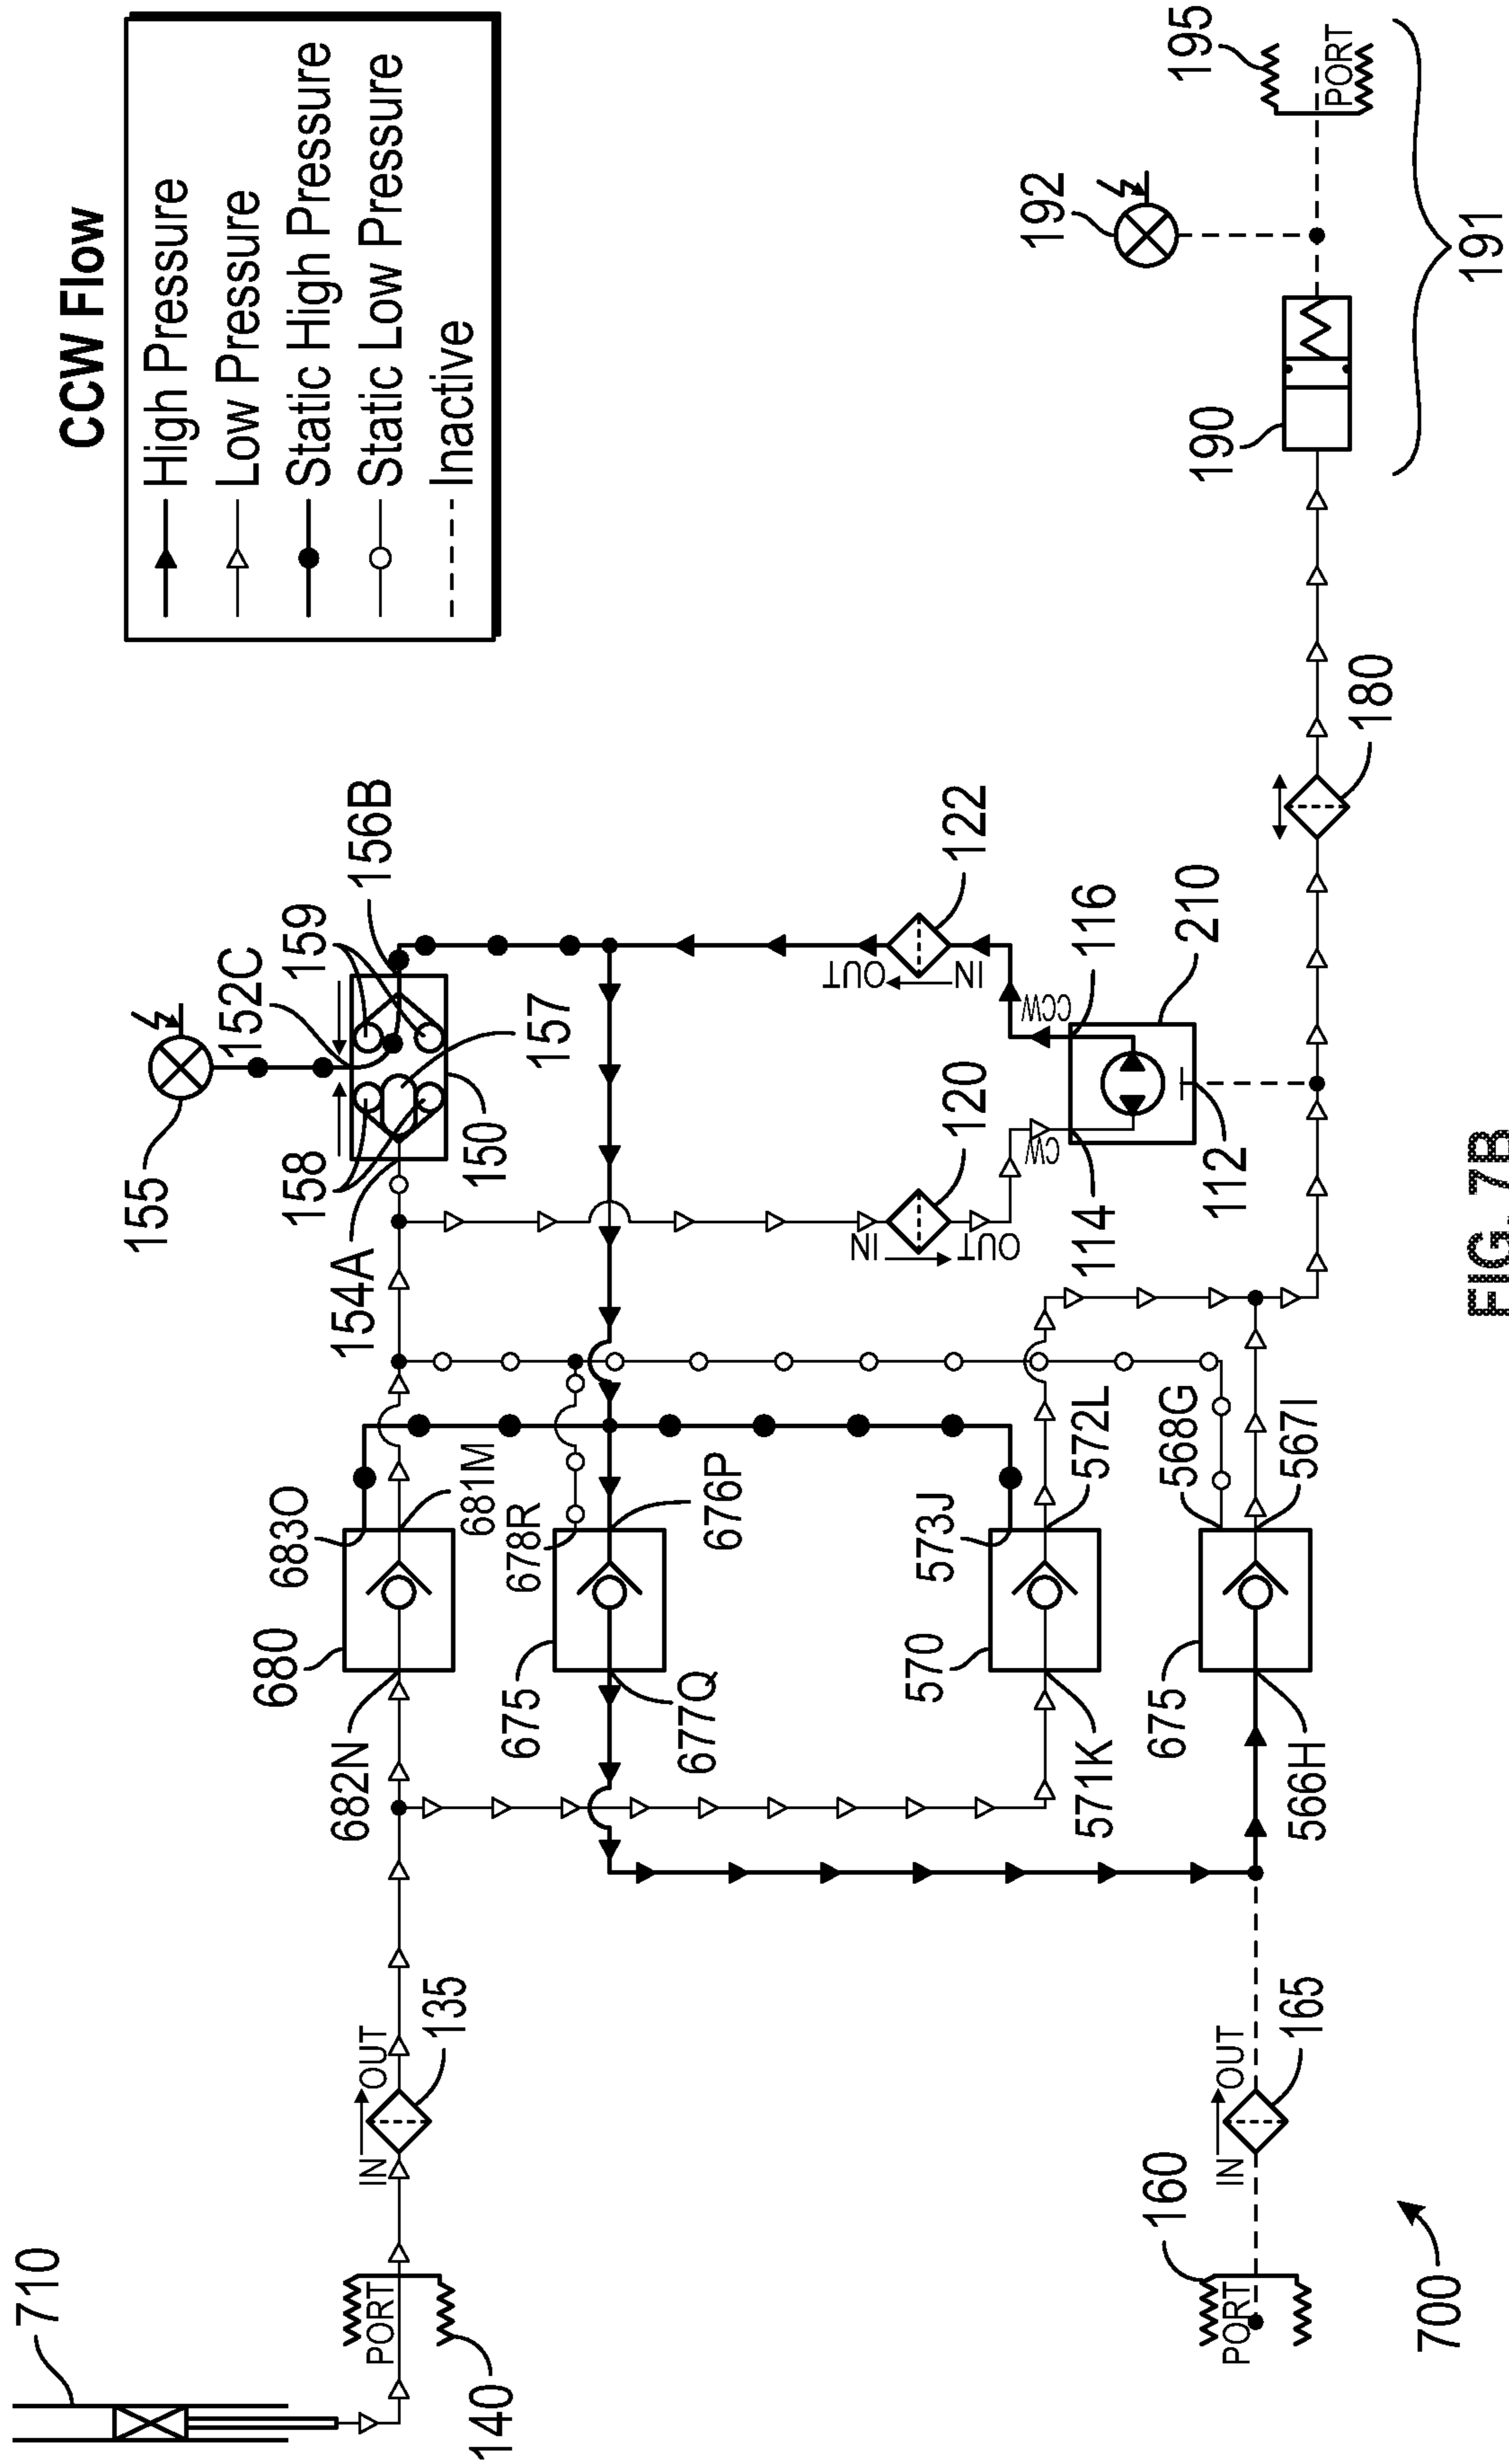 CCW Flow
High Pressure
Low Pressure
Static High Pressure
Static Low Pressure
Inactive
710
PORT
140
IN
OUT
135
682N
680
683O
681M
154A
158
155
152C
159
156B
157
150
675
678R
677Q
676P
IN
OUT
120
IN
OUT
122
CW
CCW
114
116
112
210
570
573J
571K
572L
675
568G
566H
567I
160
PORT
IN
OUT
165
180
190
192
195
PORT
191
700
FIG. 7B